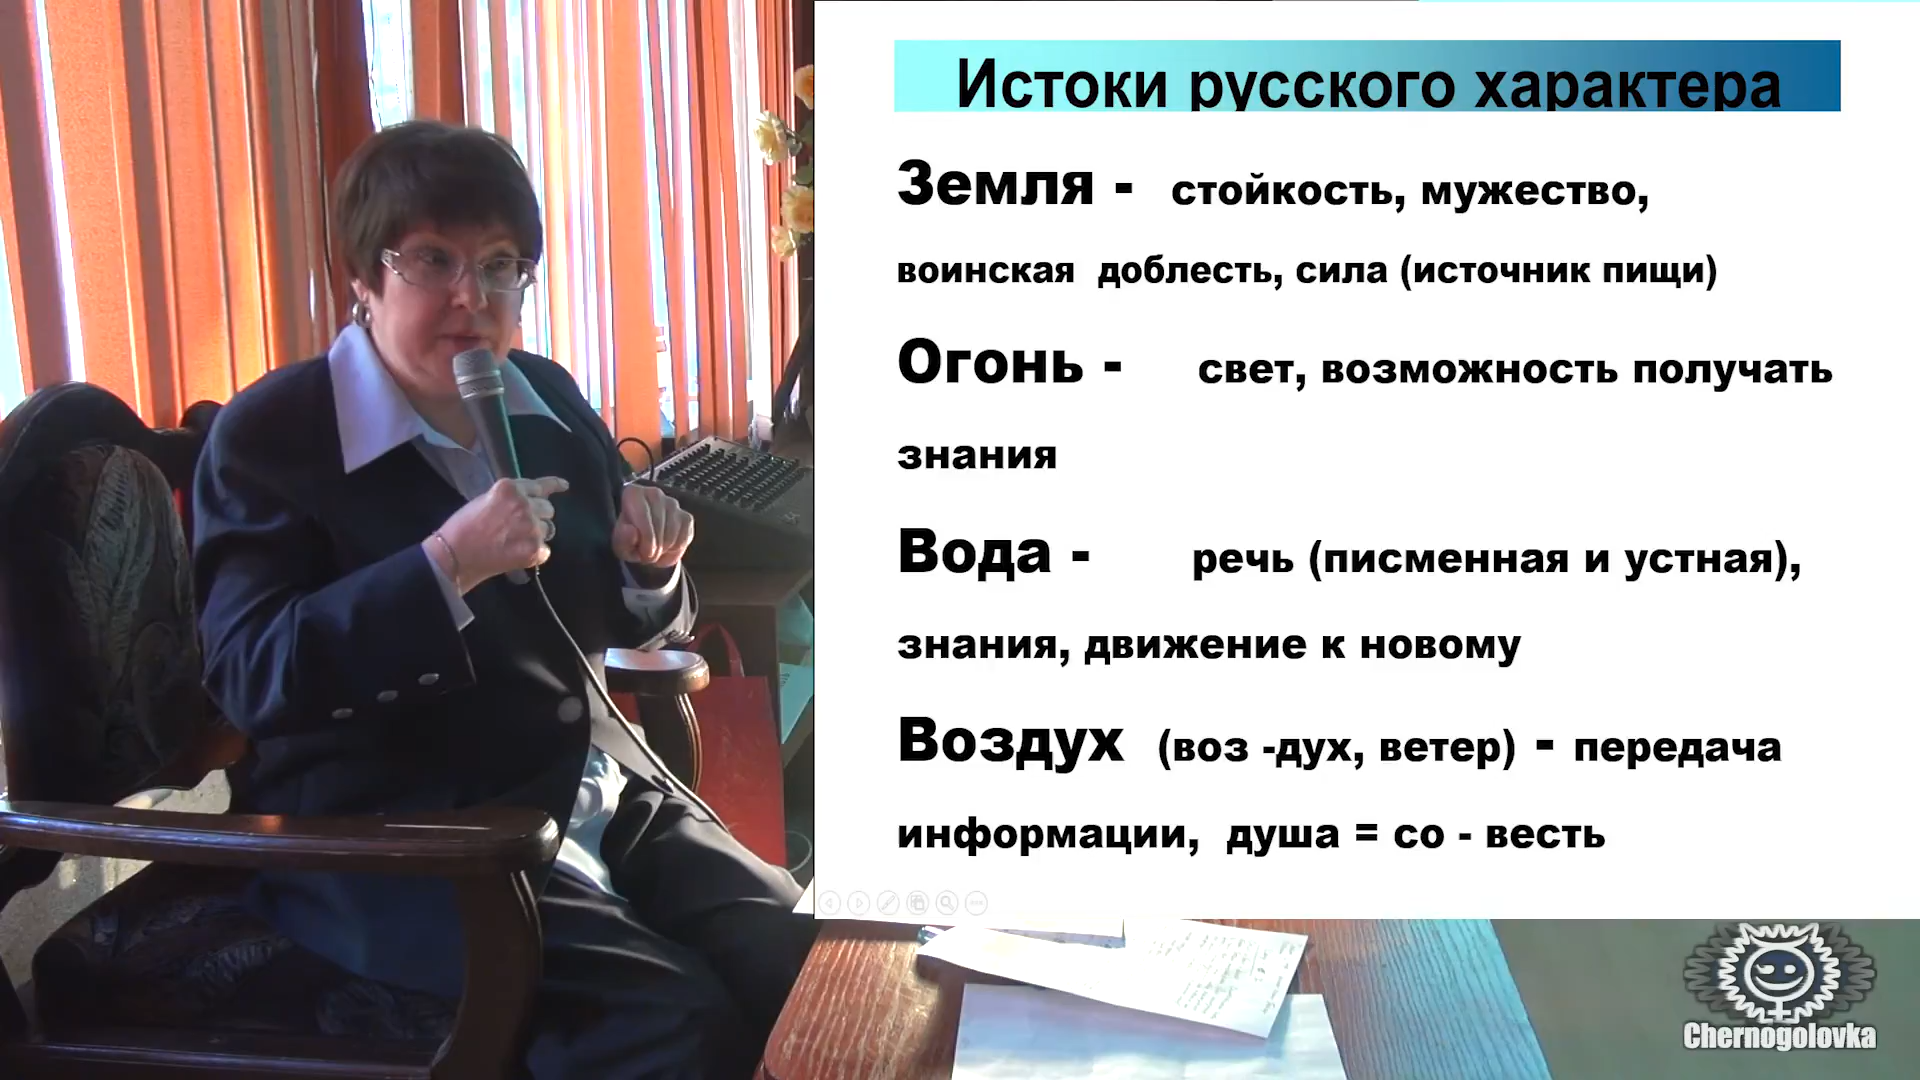 Истоки русского характера
Земля - стойкость, мужество,
воинская доблесть, сила (источник пищи)
Огонь - свет, возможность получать
знания
Вода - речь (писменная и устная),
знания, движение к новому
Воздух (воз -дух, ветер) - передача
информации, душа = со - весть
Chernogolovka